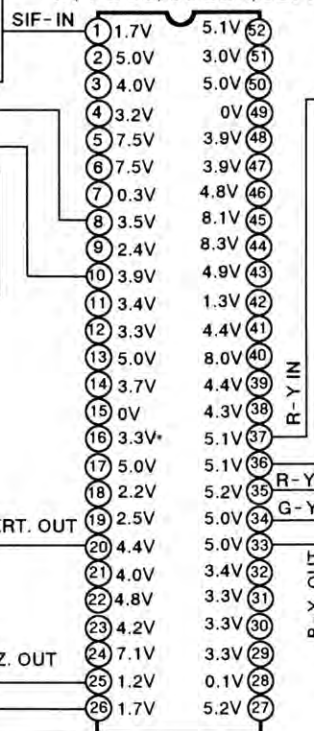 SIF-IN
1 1.7V 5.1V 52
2 5.0V 3.0V 51
3 4.0V 5.0V 50
4 3.2V 0V 49
5 7.5V 3.9V 48
6 7.5V 3.9V 47
7 0.3V 4.8V 46
8 3.5V 8.1V 45
9 2.4V 8.3V 44
10 3.9V 4.9V 43
11 3.4V 1.3V 42
12 3.3V 4.4V 41
13 5.0V 8.0V 40
14 3.7V 4.4V 39
15 0V 4.3V 38
16 3.3V* 5.1V 37
R-Y IN
17 5.0V 5.1V 36
18 2.2V 5.2V 35 R-Y
ERT. OUT 19 2.5V 5.0V 34 G-Y
20 4.4V 5.0V 33
21 4.0V 3.4V 32
22 4.8V 3.3V 31
23 4.2V 3.3V 30
Z. OUT 24 7.1V 3.3V 29
25 1.2V 0.1V 28
26 1.7V 5.2V 27